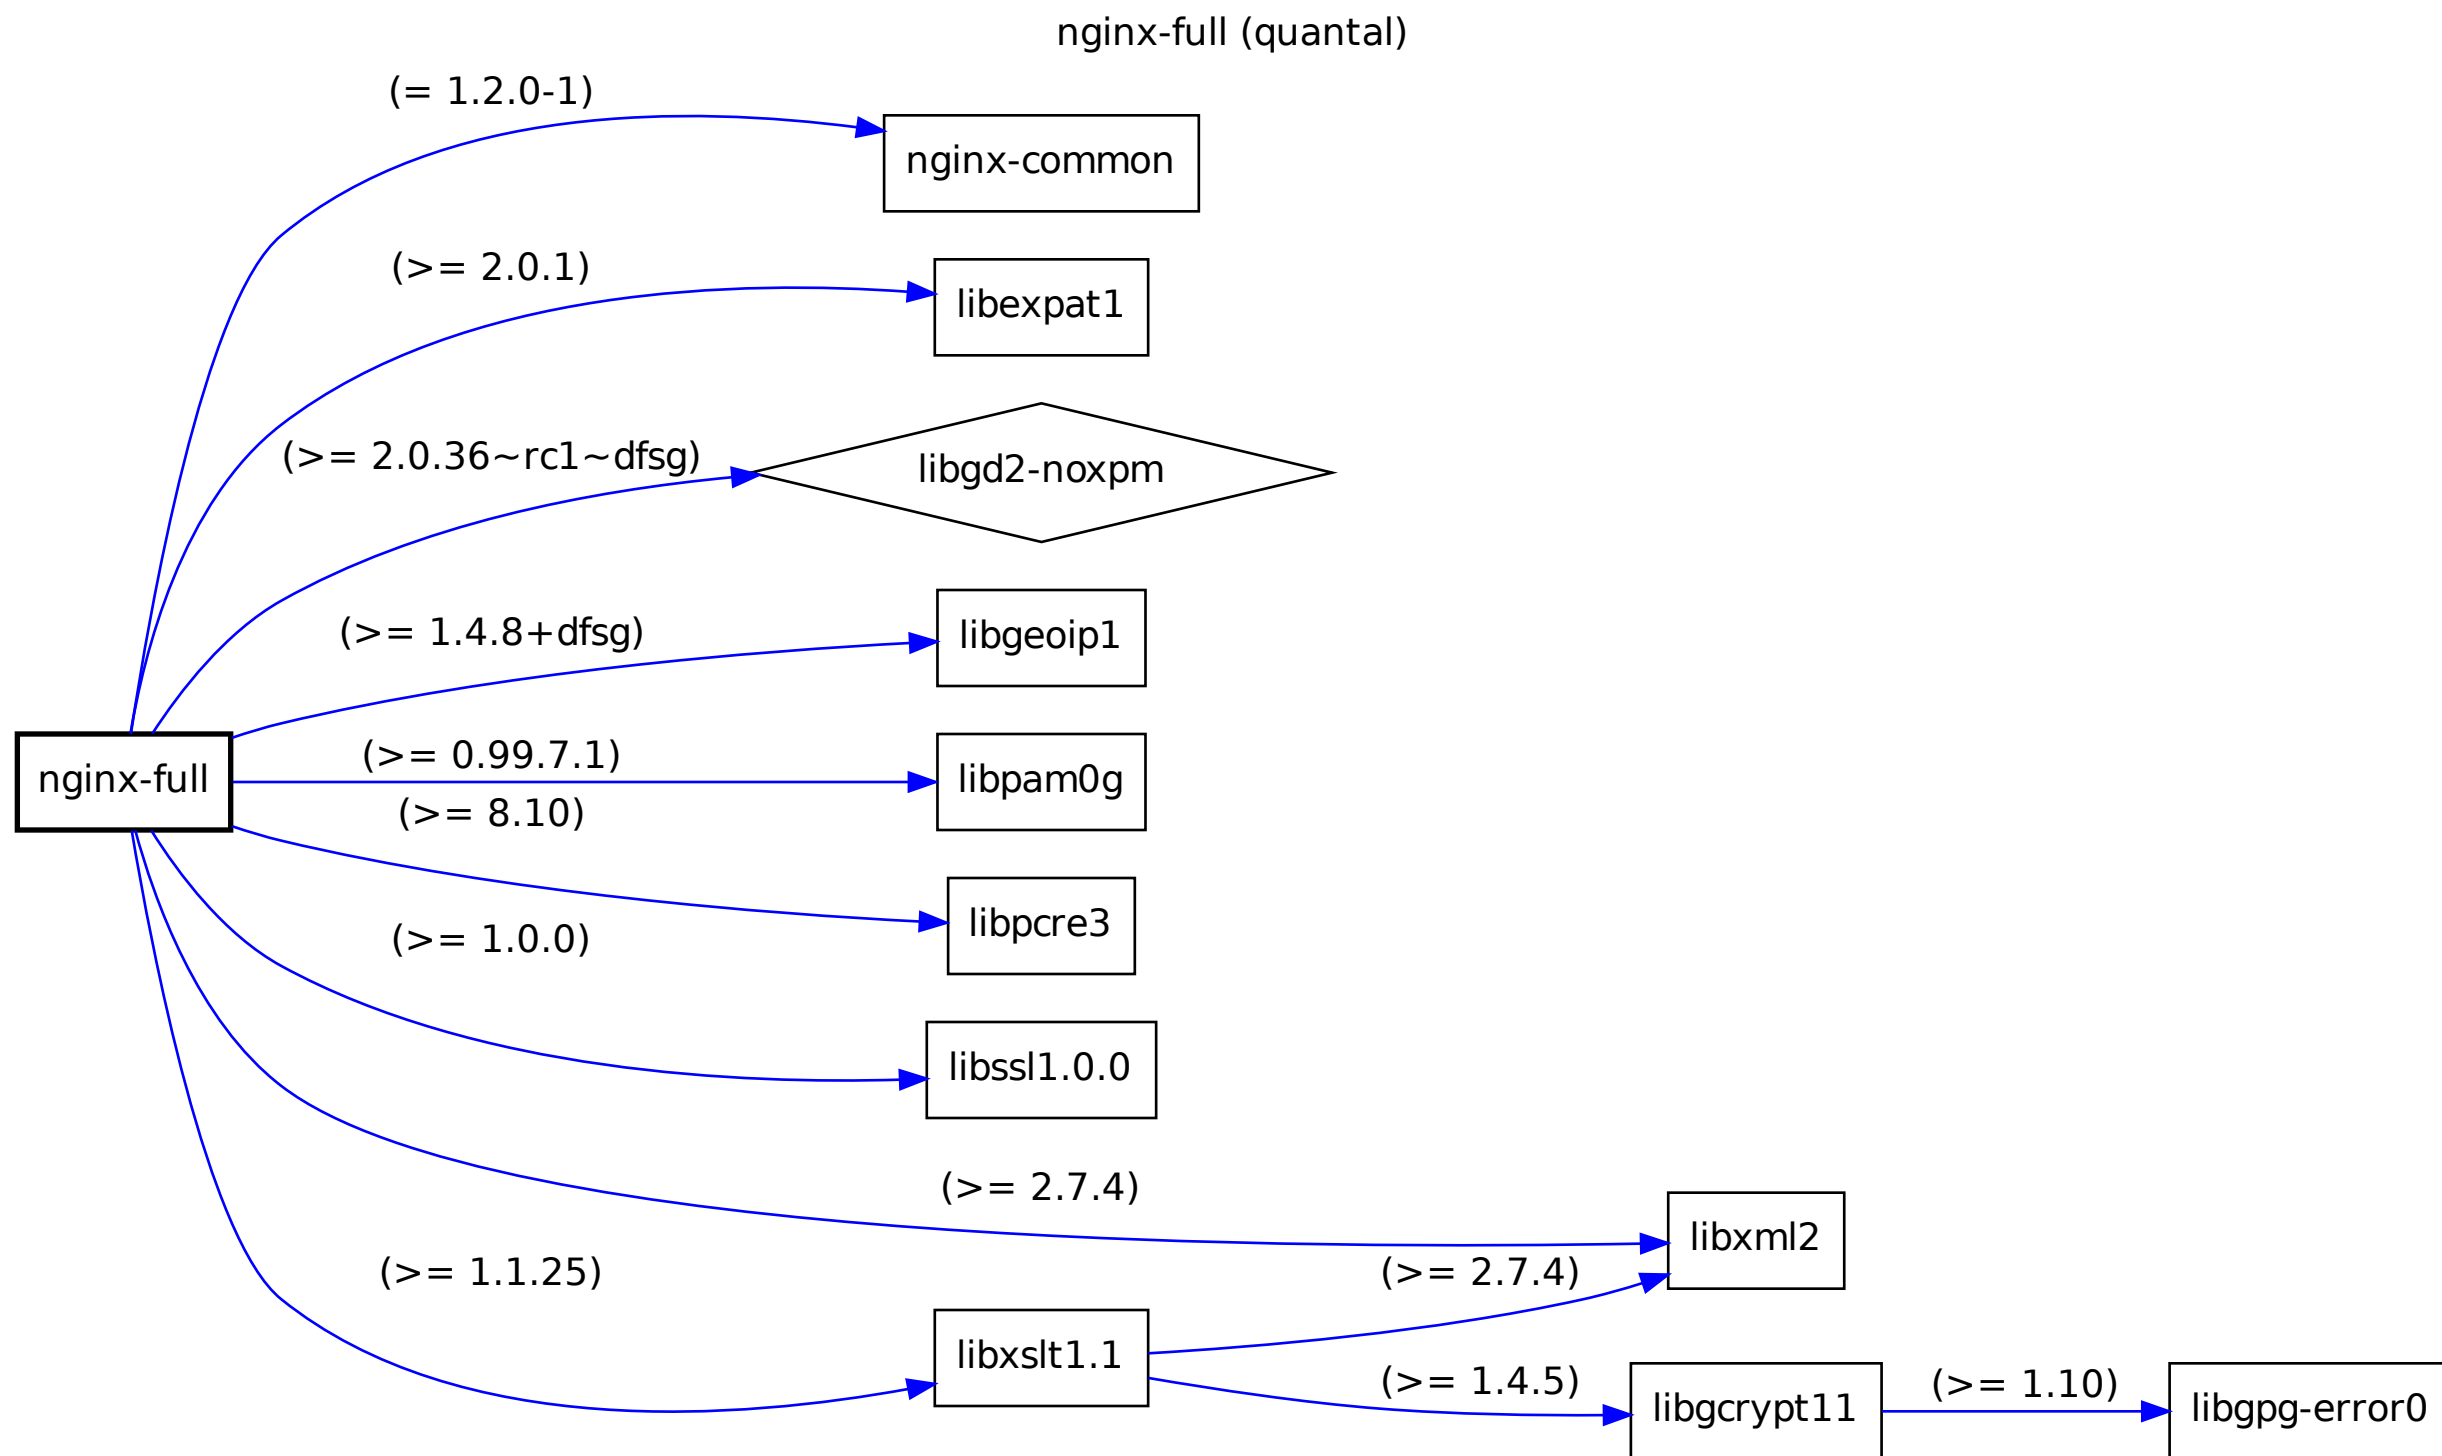 nginx-full (quantal)
(= 1.2.0-1)
nginx-common
(>= 2.0.1)
libexpat1
(>= 2.0.36~rc1~dfsg)
libgd2-noxpm
(>= 1.4.8+dfsg)
libgeoip1
nginx-full
(>= 0.99.7.1)
libpam0g
(>= 8.10)
libpcre3
(>= 1.0.0)
libssl1.0.0
(>= 2.7.4)
libxml2
(>= 1.1.25)
(>= 2.7.4)
libxslt1.1
(>= 1.4.5)
libgcrypt11
(>= 1.10)
libgpg-error0